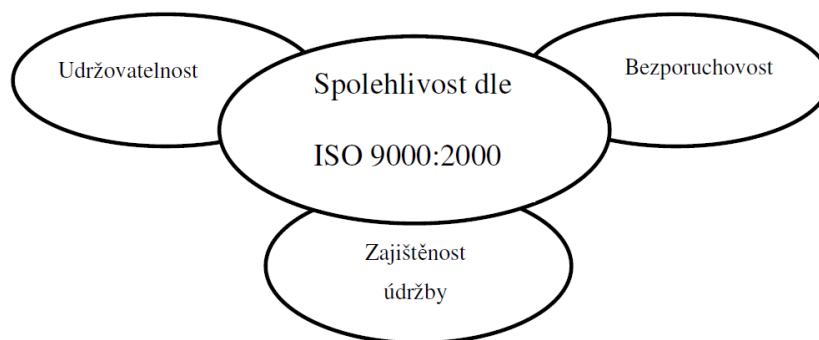 Udržovatelnost
Spolehlivost dle
ISO 9000:2000
Bezporuchovost
Zajištěnost
údržby